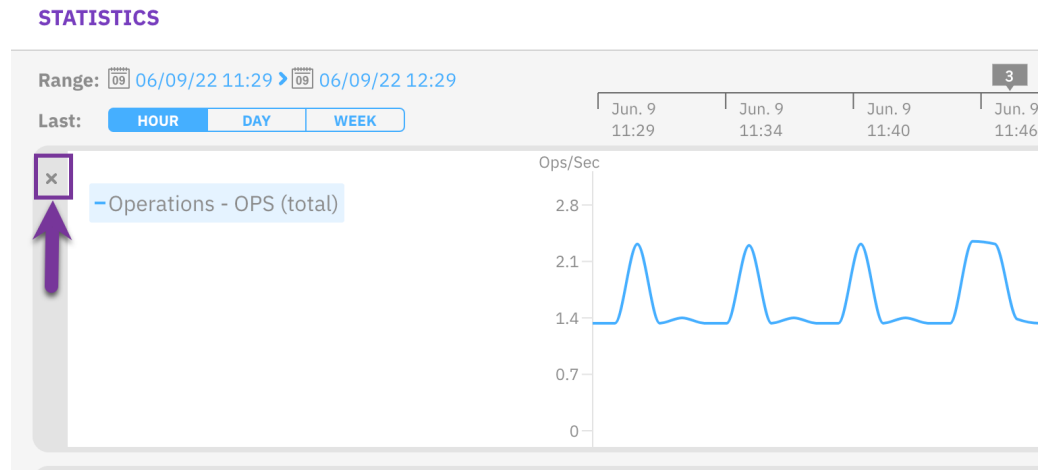 STATISTICS
Range: 09 06/09/22 11:29 09 06/09/22 12:29
Last: HOUR DAY WEEK
3
Jun. 9 Jun. 9 Jun. 9 Jun. 9
11:29 11:34 11:40 11:46
Ops/Sec
Operations - OPS (total)
2.8
2.1
1.4
0.7
0